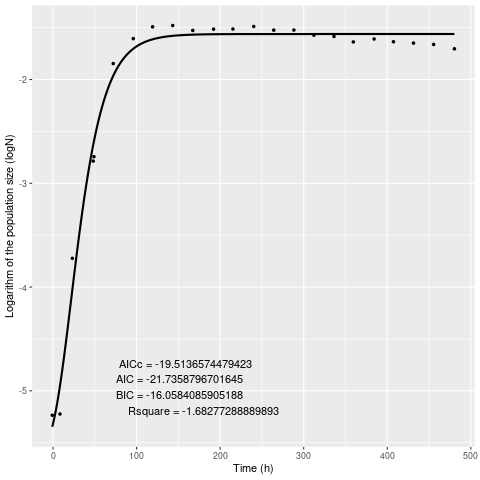 Logarithm of the population size (logN)
-2
-3
-4
-5
AICc = -19.5136574479423
AIC = -21.7358796701645
BIC = -16.0584085905188
Rsquare = -1.68277288889893
0 100 200 300 400 500
Time (h)